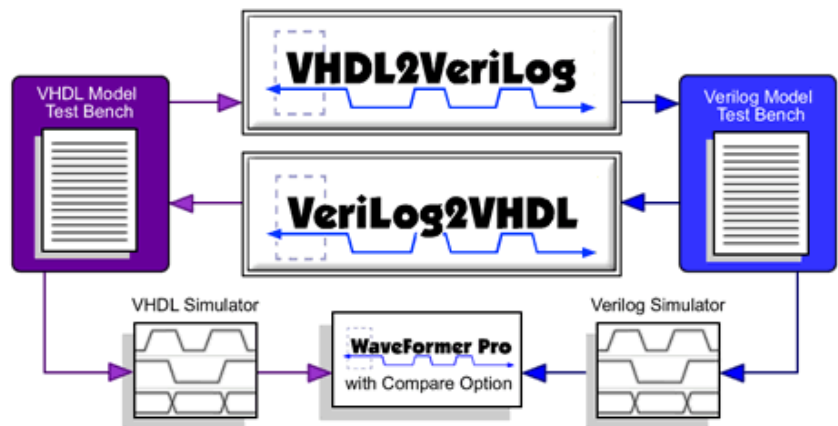 VHDL2VeriLog
VHDL Model
Test Bench
Verilog Model
Test Bench
VeriLog2VHDL
VHDL Simulator
Verilog Simulator
WaveFormer Pro
with Compare Option